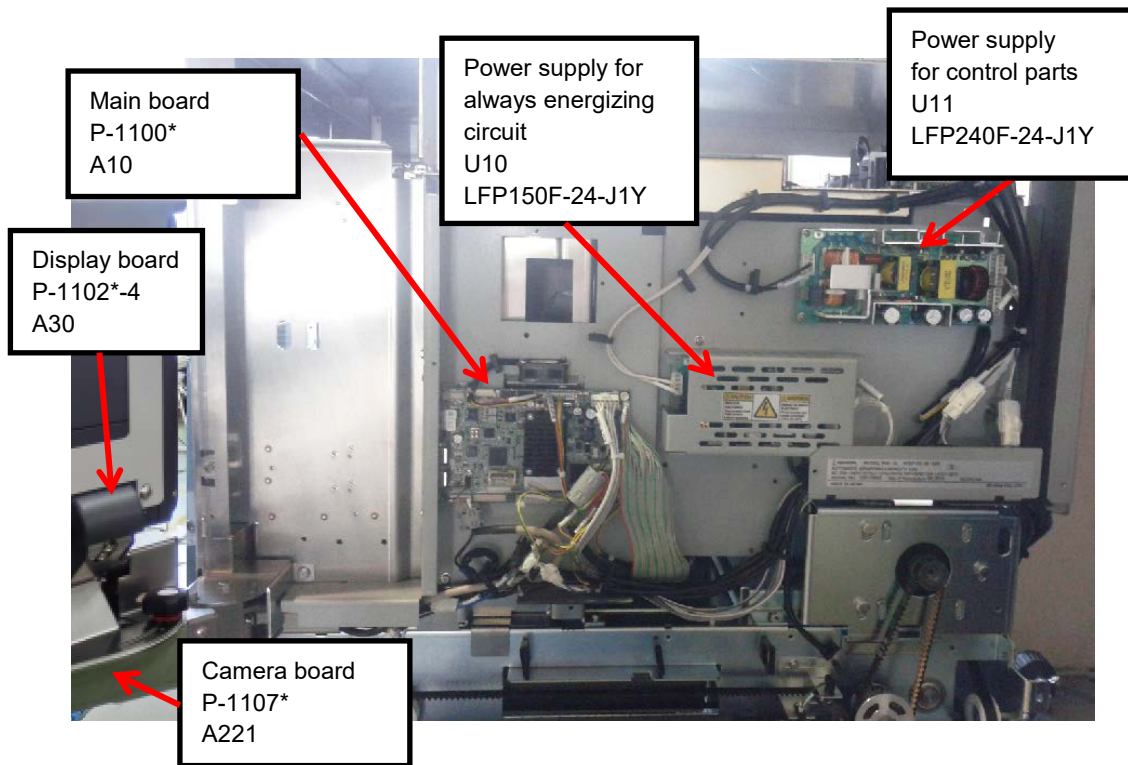 Main board
P-1100*
A10
Power supply for
always energizing
circuit
U10
LFP150F-24-J1Y
Power supply
for control parts
U11
LFP240F-24-J1Y
Display board
P-1102*-4
A30
Camera board
P-1107*
A221